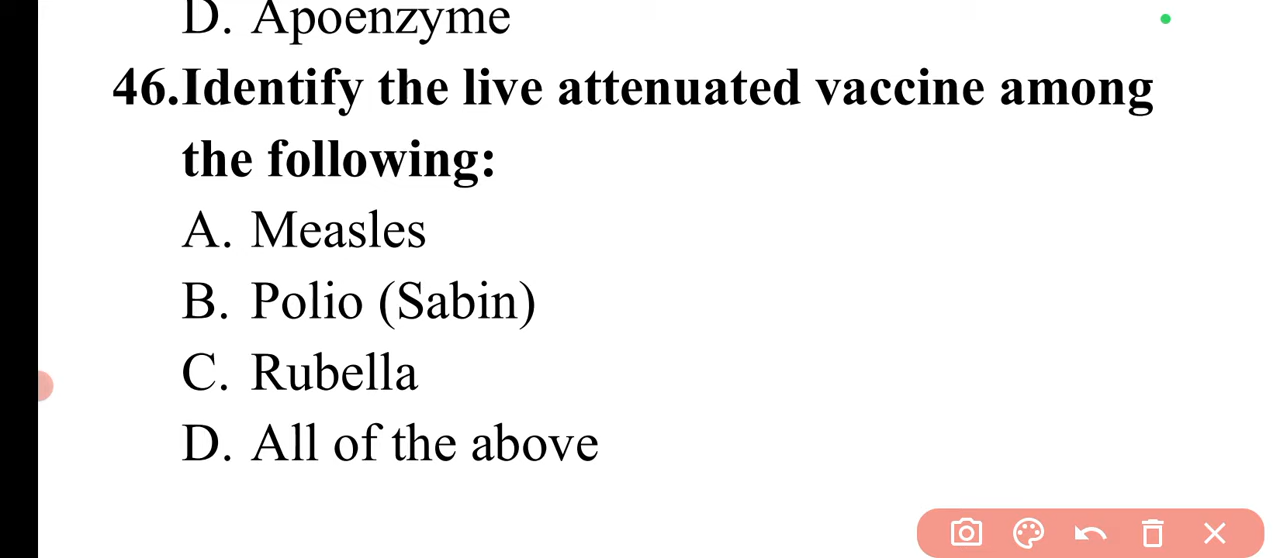 D. Apoenzyme
46.Identify the live attenuated vaccine among
the following:
A. Measles
B. Polio (Sabin)
C. Rubella
D. All of the above